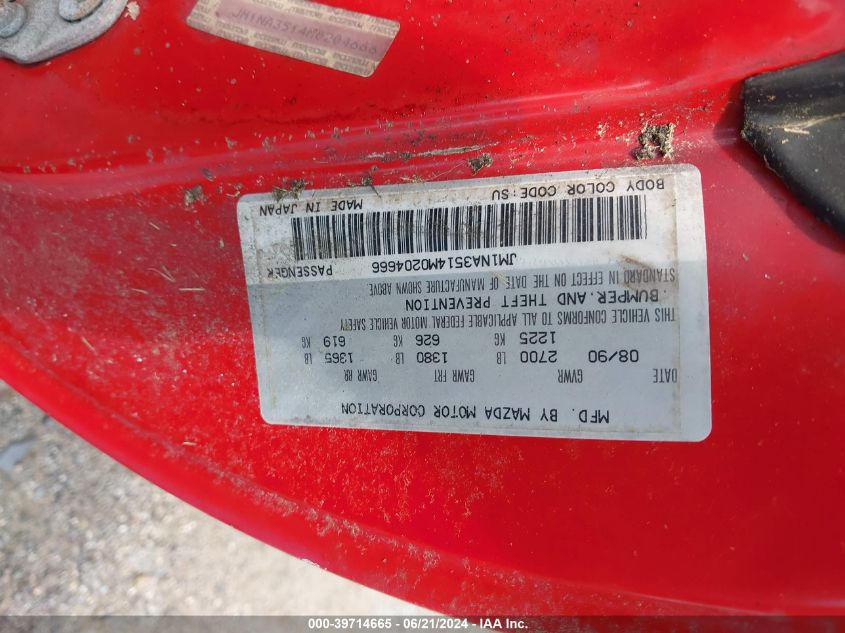 JM1NA3514M0204666
MFD. BY MAZDA MOTOR CORPORATION
DATE GVWR GAWR FRT GAWR RR
08/90 2700 LB 1380 LB 1365 LB
1225 KG 626 KG 619 KG
THIS VEHICLE CONFORMS TO ALL APPLICABLE FEDERAL MOTOR VEHICLE SAFETY
BUMPER.AND THEFT PREVENTION
STANDARD IN EFFECT ON THE DATE OF MANUFACTURE SHOWN ABOVE
JM1NA3514M0204666 PASSENGER
BODY COLOR CODE:SU MADE IN JAPAN
000-39714665 - 06/21/2024 -